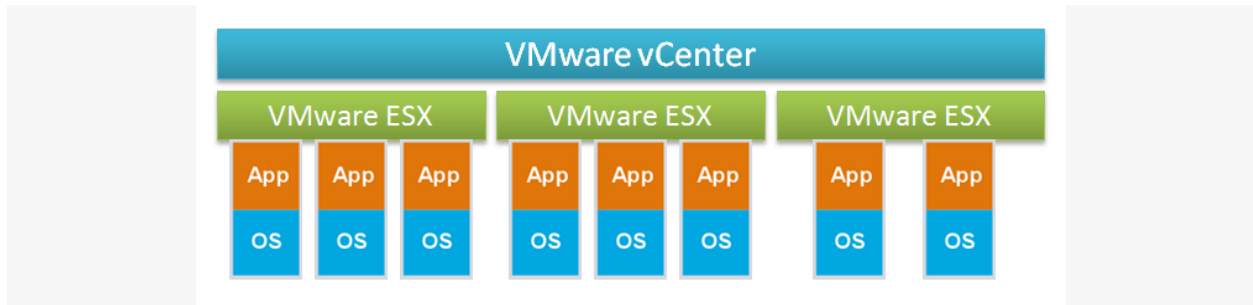 VMware vCenter
VMware ESX VMware ESX VMware ESX
App App App App App App App App
OS OS OS OS OS OS OS OS